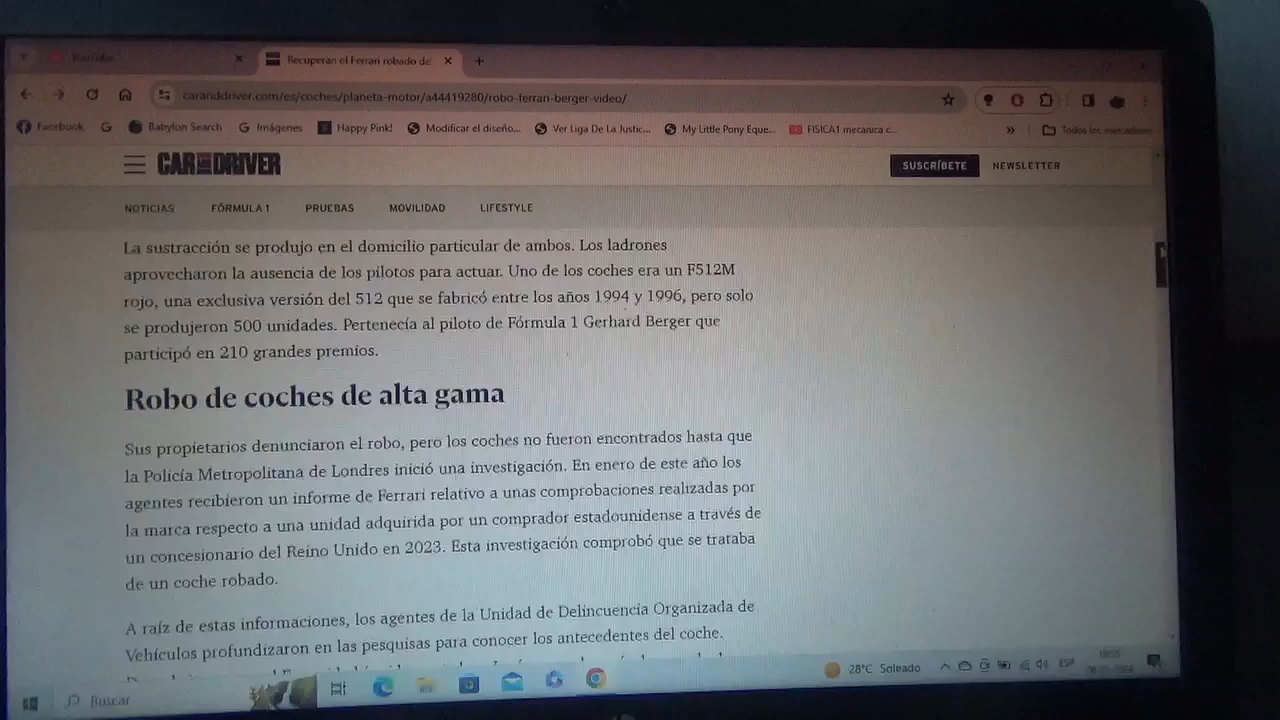 YouTube
Recuperan el Ferrari robado de
caranddriver.com/es/coches/planeta-motor/a44419280/robo-ferrari-berger-video/
Facebook
Babylon Search
Imágenes
Happy Pink!
Modificar el diseño...
Ver Liga De La Justic...
My Little Pony Eque...
FISICA1 mecanica c...
Todos los marcadores
CAR AND DRIVER
SUSCRÍBETE
NEWSLETTER
NOTICIAS
FÓRMULA 1
PRUEBAS
MOVILIDAD
LIFESTYLE
La sustracción se produjo en el domicilio particular de ambos. Los ladrones
aprovecharon la ausencia de los pilotos para actuar. Uno de los coches era un F512M
rojo, una exclusiva versión del 512 que se fabricó entre los años 1994 y 1996, pero solo
se produjeron 500 unidades. Pertenecía al piloto de Fórmula 1 Gerhard Berger que
participó en 210 grandes premios.
Robo de coches de alta gama
Sus propietarios denunciaron el robo, pero los coches no fueron encontrados hasta que
la Policía Metropolitana de Londres inició una investigación. En enero de este año los
agentes recibieron un informe de Ferrari relativo a unas comprobaciones realizadas por
la marca respecto a una unidad adquirida por un comprador estadounidense a través de
un concesionario del Reino Unido en 2023. Esta investigación comprobó que se trataba
de un coche robado.
A raíz de estas informaciones, los agentes de la Unidad de Delincuencia Organizada de
Vehículos profundizaron en las pesquisas para conocer los antecedentes del coche.
Buscar
28°C Soleado
ESP